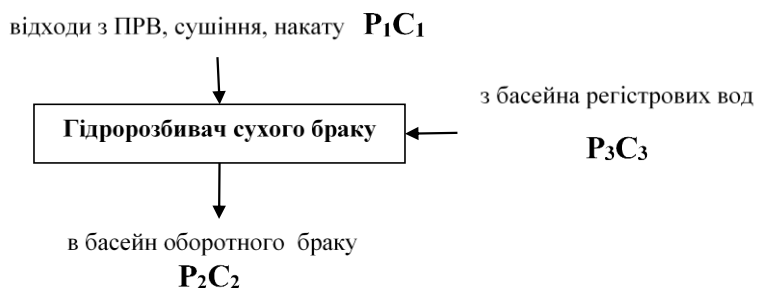 відходи з ПРВ, сушіння, накату P₁C₁
Гідророзбивач сухого браку
з басейна регістрових вод
P₃C₃
в басейн оборотного браку
P₂C₂